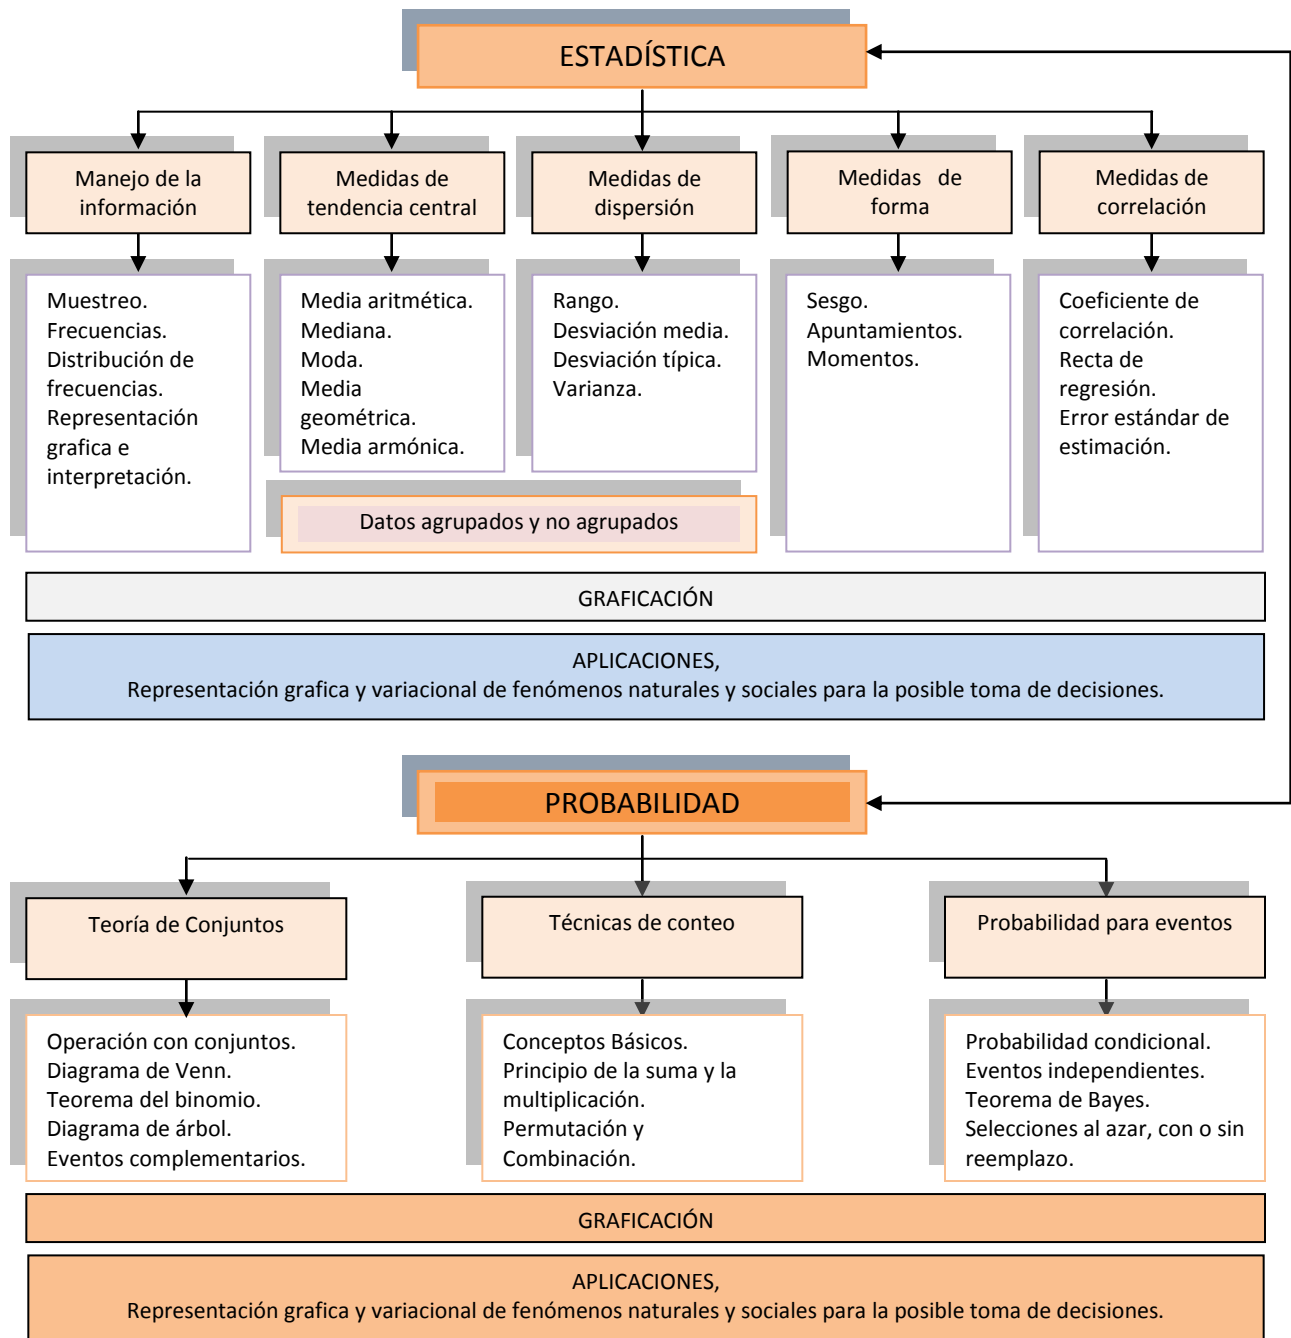 ESTADÍSTICA
Manejo de la
información
Medidas de
tendencia central
Medidas de
dispersión
Medidas de
forma
Medidas de
correlación
Muestreo.
Frecuencias.
Distribución de
frecuencias.
Representación
grafica e
interpretación.
Media aritmética.
Mediana.
Moda.
Media
geométrica.
Media armónica.
Rango.
Desviación media.
Desviación típica.
Varianza.
Sesgo.
Apuntamientos.
Momentos.
Coeficiente de
correlación.
Recta de
regresión.
Error estándar de
estimación.
Datos agrupados y no agrupados
GRAFICACIÓN
APLICACIONES,
Representación grafica y variacional de fenómenos naturales y sociales para la posible toma de decisiones.
PROBABILIDAD
Teoría de Conjuntos
Técnicas de conteo
Probabilidad para eventos
Operación con conjuntos.
Diagrama de Venn.
Teorema del binomio.
Diagrama de árbol.
Eventos complementarios.
Conceptos Básicos.
Principio de la suma y la
multiplicación.
Permutación y
Combinación.
Probabilidad condicional.
Eventos independientes.
Teorema de Bayes.
Selecciones al azar, con o sin
reemplazo.
GRAFICACIÓN
APLICACIONES,
Representación grafica y variacional de fenómenos naturales y sociales para la posible toma de decisiones.